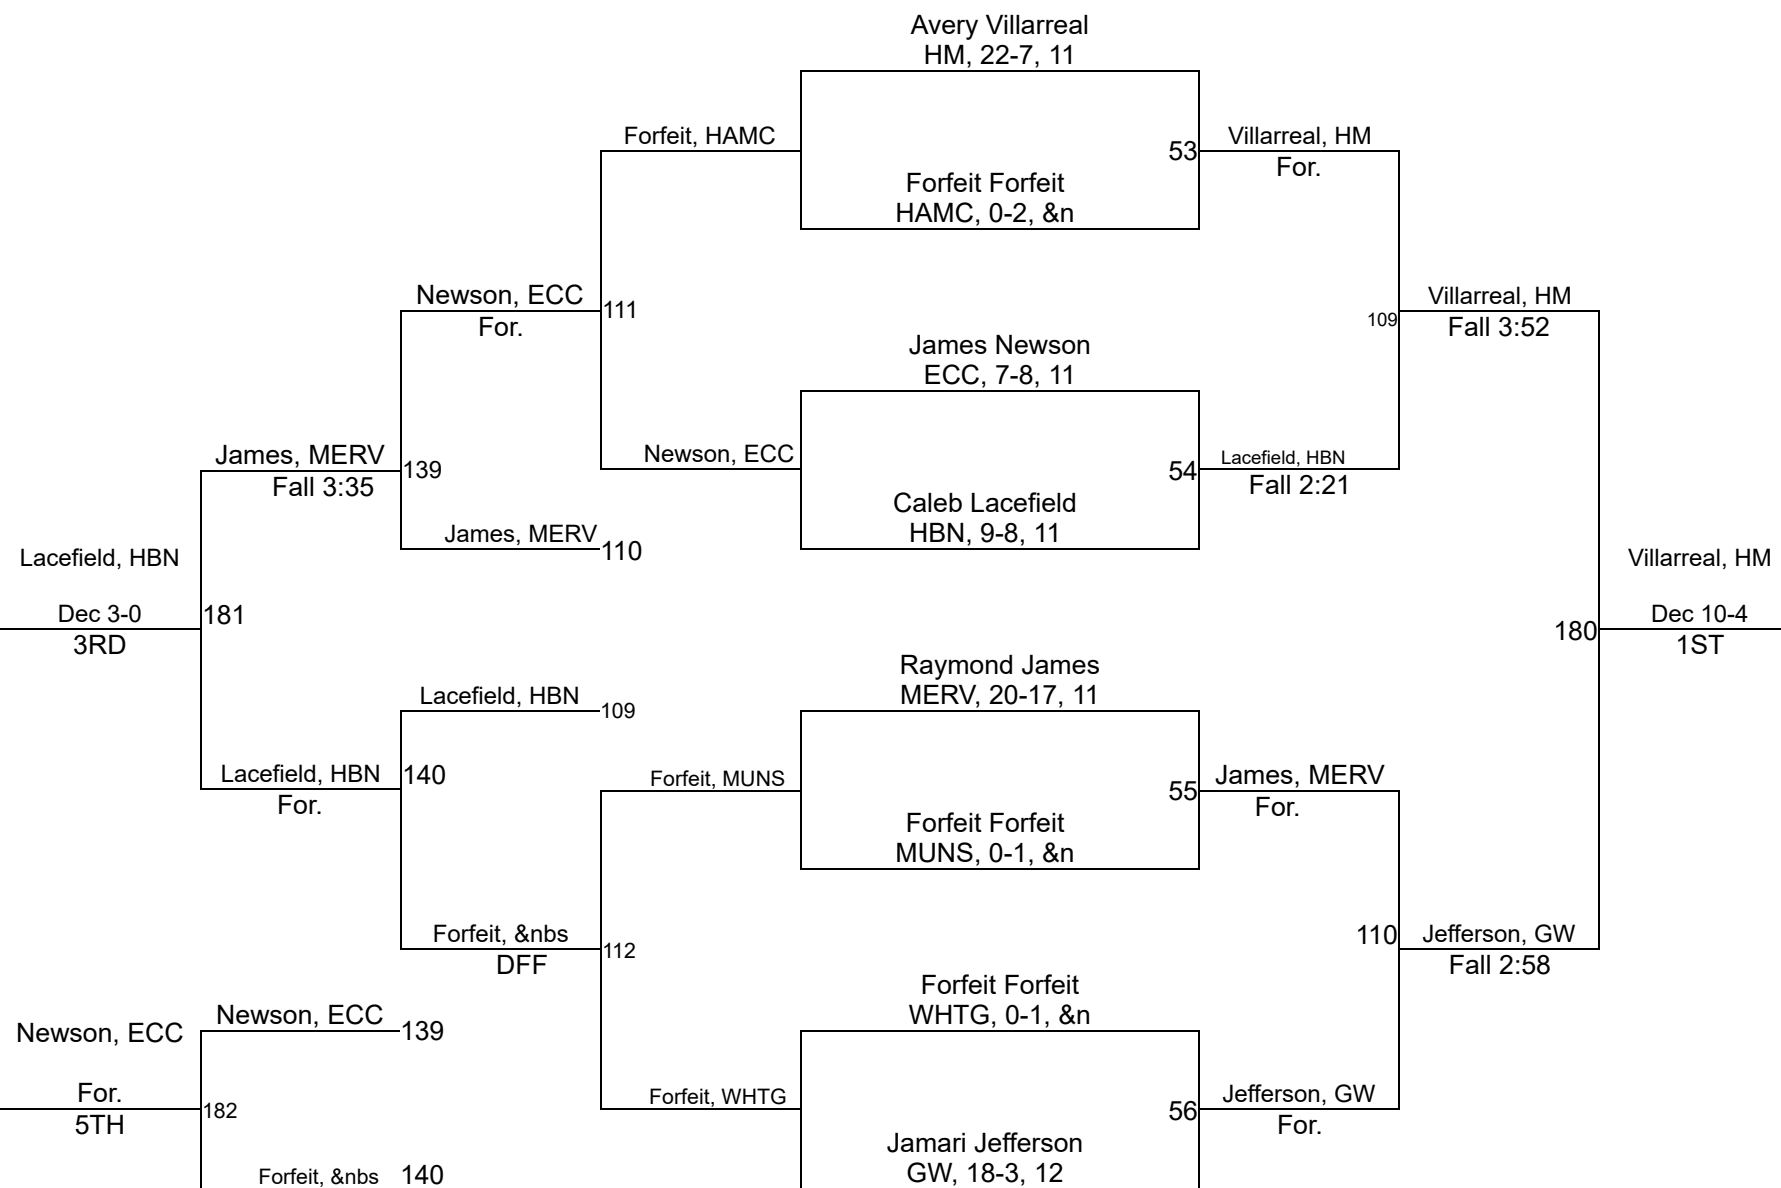 Avery Villarreal
HM, 22-7, 11
Forfeit, HAMC
53
Villarreal, HM
For.
Forfeit Forfeit
HAMC, 0-2, &n
Newson, ECC
For.
111
Villarreal, HM
109
Fall 3:52
James Newson
ECC, 7-8, 11
James, MERV
139
Fall 3:35
Newson, ECC
54
Lacefield, HBN
Fall 2:21
Caleb Lacefield
HBN, 9-8, 11
James, MERV
110
Lacefield, HBN
Dec 3-0
181
3RD
Villarreal, HM
Dec 10-4
180
1ST
Raymond James
MERV, 20-17, 11
Lacefield, HBN
109
Lacefield, HBN
140
For.
Forfeit, MUNS
55
James, MERV
For.
Forfeit Forfeit
MUNS, 0-1, &n
Forfeit, &nbs
112
DFF
110
Jefferson, GW
Fall 2:58
Forfeit Forfeit
WHTG, 0-1, &n
Newson, ECC
Newson, ECC
139
For.
182
5TH
Forfeit, WHTG
56
Jefferson, GW
For.
Jamari Jefferson
GW, 18-3, 12
Forfeit, &nbs
140